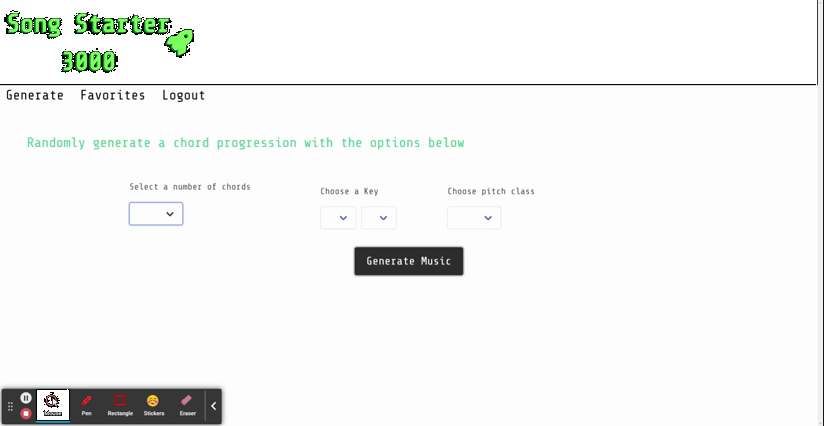 Song Starter
3000
Generate Favorites Logout
Randomly generate a chord progression with the options below
Select a number of chords
Choose a Key
Choose pitch class
Generate Music
Pen Rectangle Stickers Eraser